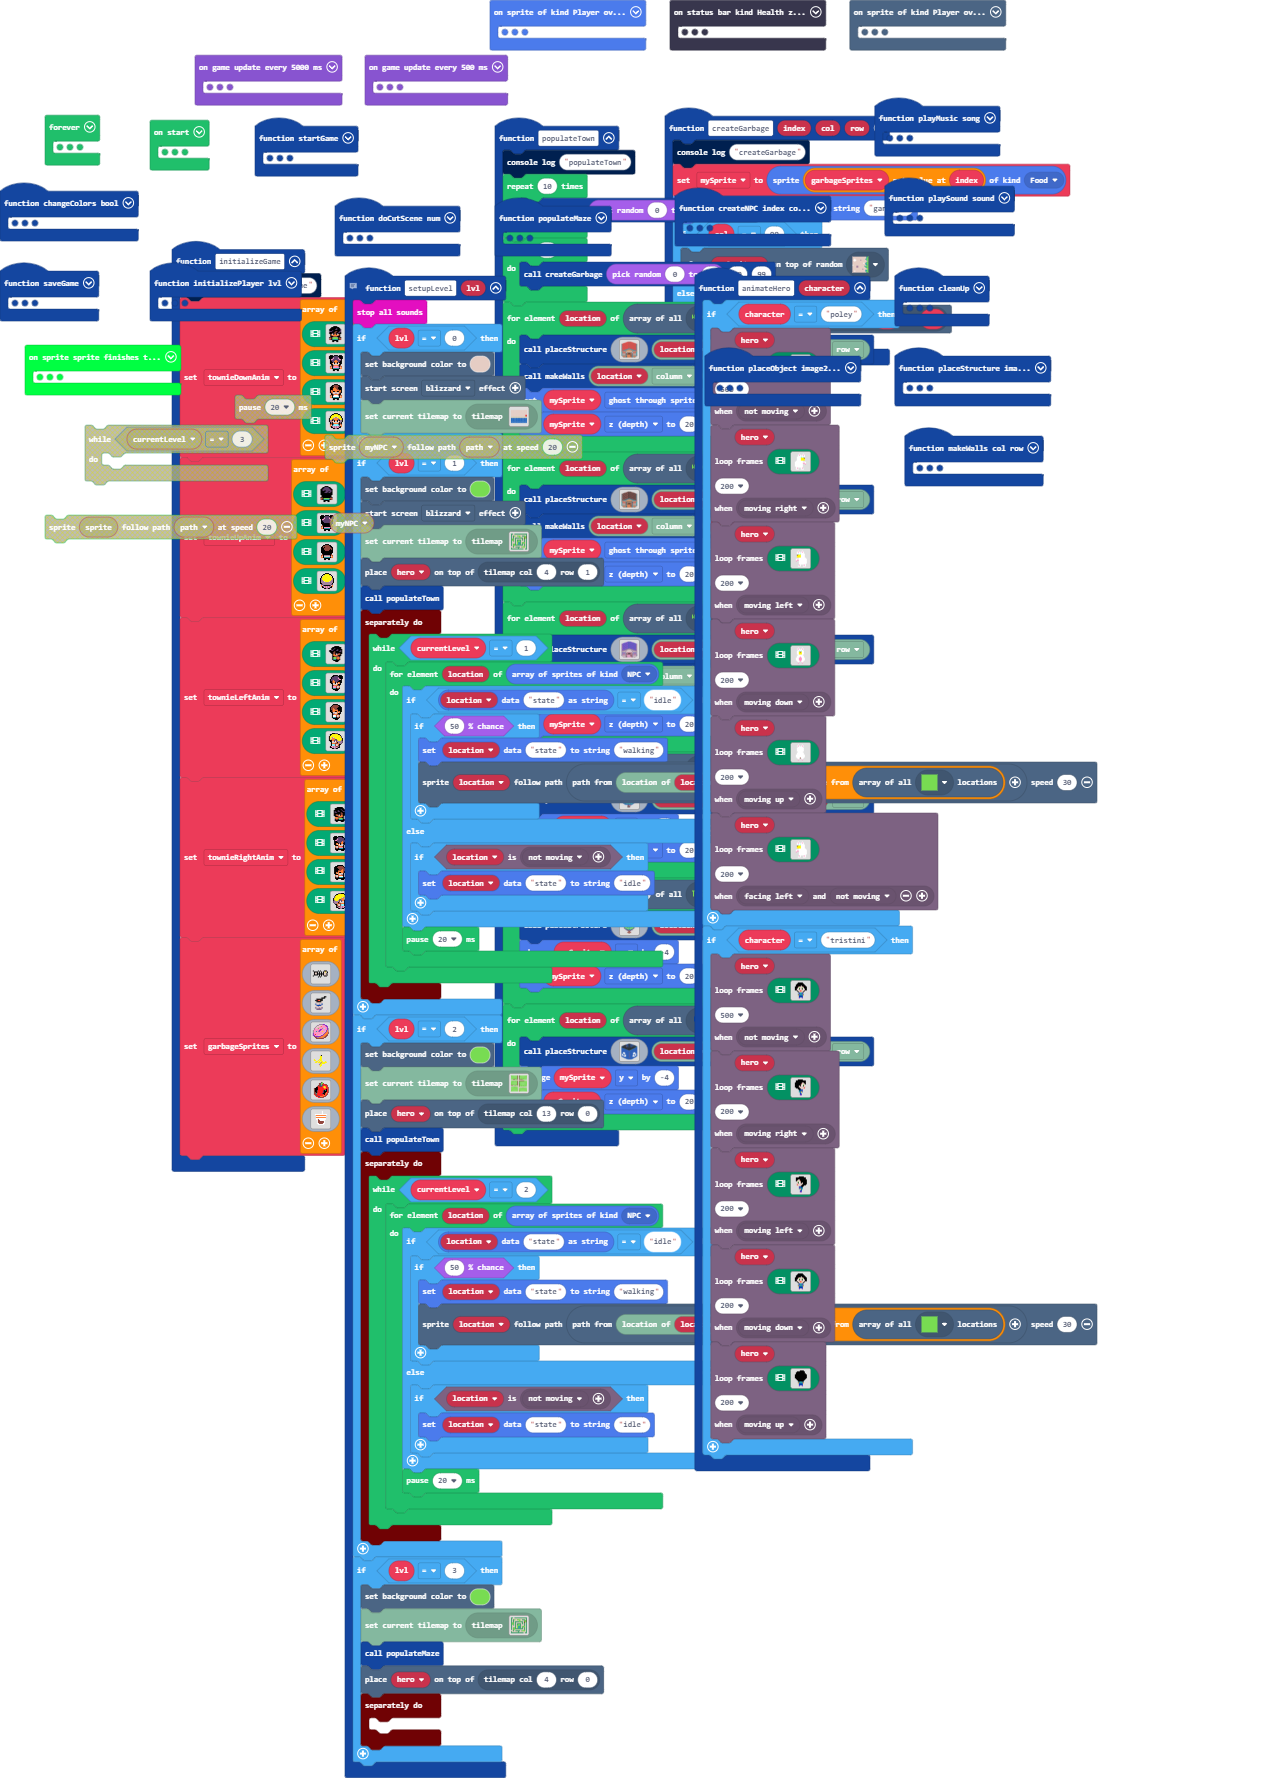 on sprite of kind Player ov...
on status bar kind Health z...
on sprite of kind Player ov...
on game update every 5000 ms
on game update every 500 ms
forever
on start
function startGame
function populateTown
console log "populateTown"
repeat 10 times
function createGarbage index col row
console log "createGarbage"
set mySprite to sprite garbageSprites at index of kind Food
function playMusic song
function playSound sound
function changeColors bool
function doCutScene num
function populateMaze
random 0
function createNPC index co...
string
do call createGarbage pick random 0 to 99
on top of random
else
function initializeGame
function saveGame
function initializePlayer lvl
function setupLevel lvl
function animateHero character
function cleanUp
on sprite sprite finishes t...
set townieDownAnim to array of
pause 20 ms
while currentLevel = 3
do
sprite myNPC follow path path at speed 20
sprite sprite follow path path at speed 20
myNPC
array of
set townieLeftAnim to array of
set townieRightAnim to array of
set garbageSprites to array of
stop all sounds
if lvl = 0 then
set background color to
start screen blizzard effect
set current tilemap to tilemap
if lvl = 1 then
set background color to
start screen blizzard effect
set current tilemap to tilemap
place hero on top of tilemap col 4 row 1
call populateTown
separately do
while currentLevel = 1
do for element location of array of sprites of kind NPC
do if location data "state" as string = "idle"
if 50 % chance then
set location data "state" to string "walking"
sprite location follow path path from location of
from array of all locations speed 30
else
if location is not moving then
set location data "state" to string "idle"
pause 20 ms
if lvl = 2 then
set background color to
set current tilemap to tilemap
place hero on top of tilemap col 13 row 0
call populateTown
separately do
while currentLevel = 2
do for element location of array of sprites of kind NPC
do if location data "state" as string = "idle"
if 50 % chance then
set location data "state" to string "walking"
sprite location follow path path from location of
from array of all locations speed 30
else
if location is not moving then
set location data "state" to string "idle"
pause 20 ms
if lvl = 3 then
set background color to
set current tilemap to tilemap
call populateMaze
place hero on top of tilemap col 4 row 0
separately do
for element location of array of all
do call placeStructure location
call makeWalls location column
mySprite ghost through
mySprite z (depth) to 20
for element location of array of all
do call placeStructure location
makeWalls location column
mySprite ghost through
z (depth) to 20
for element location of array of all
mySprite z (depth) to 20
mySprite z (depth) to 20
for element location of array of all
do call placeStructure location
mySprite y by -4
z (depth) to 20
if character = "poley"
hero
function placeObject image2...
function placeStructure ima...
function makeWalls col row
when not moving
hero
loop frames
200
when moving right
hero
loop frames
200
when moving left
hero
loop frames
200
when moving down
hero
loop frames
200
when moving up
hero
loop frames
200
when facing left and not moving
if character = "tristini" then
hero
loop frames
500
when not moving
hero
loop frames
200
when moving right
hero
loop frames
200
when moving left
hero
loop frames
200
when moving down
hero
loop frames
200
when moving up